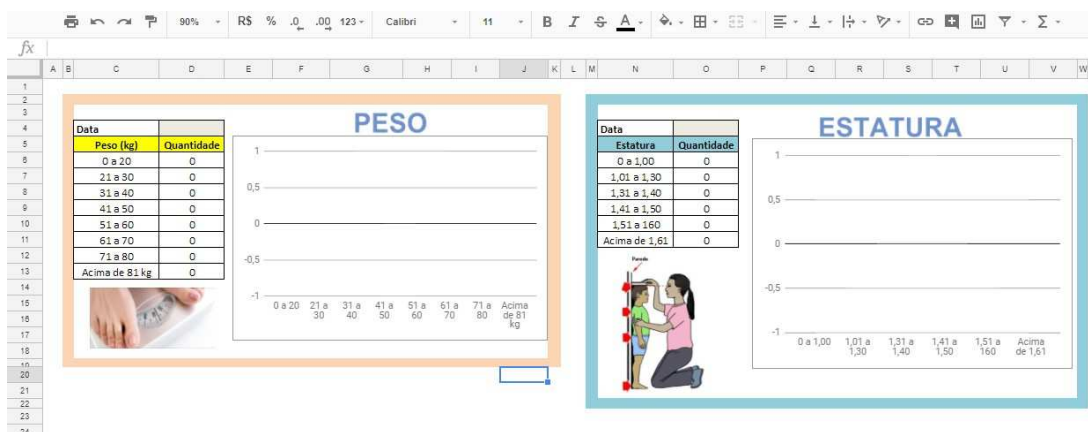 90% R$ % .0 .00 123 Calibri 11 B I S A
fx
A B C D E F G H I J K L M N O P Q R S T U V W
1
2
3
4
5
6
7
8
9
10
11
12
13
14
15
16
17
18
19
20
21
22
23
24
PESO
Data
Peso (kg) Quantidade
0 a 20 0
21 a 30 0
31 a 40 0
41 a 50 0
51 a 60 0
61 a 70 0
71 a 80 0
Acima de 81 kg 0
1
0,5
0
-0,5
-1
0 a 20 21 a 31 a 41 a 51 a 61 a 71 a Acima
30 40 50 60 70 80 de 81
kg
ESTATURA
Data
Estatura Quantidade
0 a 1,00 0
1,01 a 1,30 0
1,31 a 1,40 0
1,41 a 1,50 0
1,51 a 160 0
Acima de 1,61 0
Parede
1
0,5
0
-0,5
-1
0 a 1,00 1,01 a 1,31 a 1,41 a 1,51 a Acima
1,30 1,40 1,50 160 de 1,61